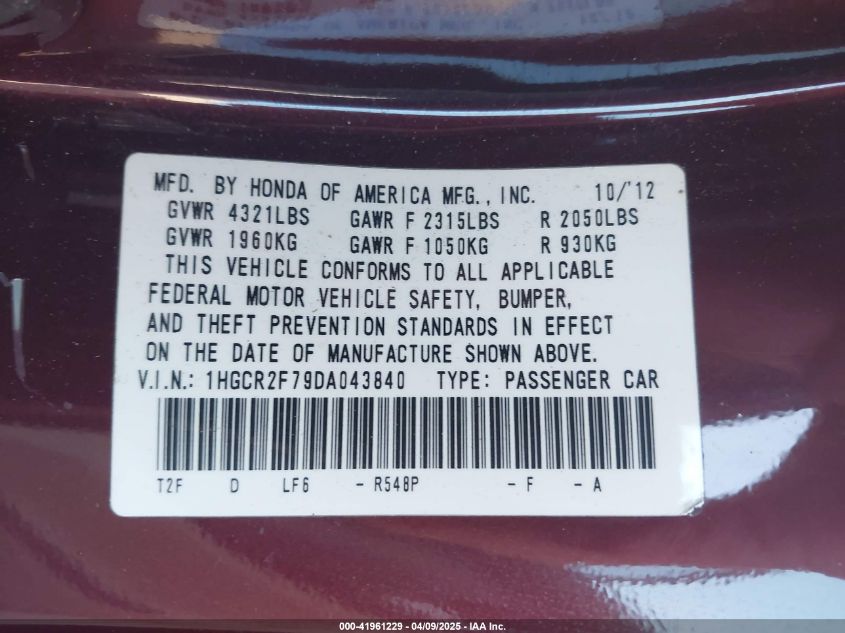 MFD. BY HONDA OF AMERICA MFG., INC. 10/'12
GVWR 4321LBS GAWR F 2315LBS R 2050LBS
GVWR 1960KG GAWR F 1050KG R 930KG
THIS VEHICLE CONFORMS TO ALL APPLICABLE
FEDERAL MOTOR VEHICLE SAFETY, BUMPER,
AND THEFT PREVENTION STANDARDS IN EFFECT
ON THE DATE OF MANUFACTURE SHOWN ABOVE.
V.I.N.: 1HGCR2F79DA043840 TYPE: PASSENGER CAR
T2F D LF6 - R548P - F - A
000-41961229 - 04/09/2025 - IAA Inc.